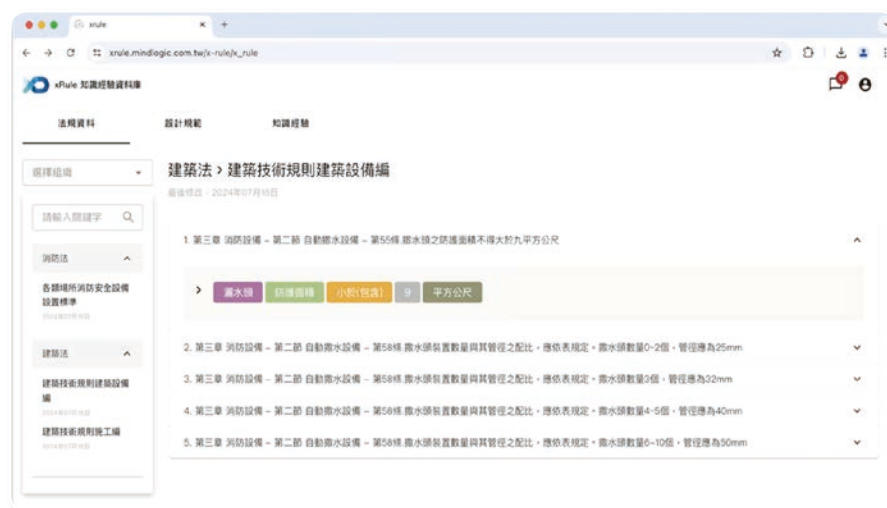 xrule
xrule.mindlogic.com.tw/x-rule/x_rule
xRule 知識經驗資料庫
0
法規資料
設計規範
知識經驗
選擇組織
請輸入關鍵字
消防法
各類場所消防安全設備
設置標準
建築法
建築技術規則建築設備
編
建築技術規則施工編
建築法 › 建築技術規則建築設備編
最後修改 - 2024年07月16日
1. 第三章 消防設備 – 第二節 自動撒水設備 – 第55條.撒水頭之防護面積不得大於九平方公尺
灑水頭
防護面積
小於(包含)
9
平方公尺
2. 第三章 消防設備 – 第二節 自動撒水設備 – 第58條.撒水頭裝置數量與其管徑之配比，應依表規定。撒水頭數量0-2個，管徑應為25mm
3. 第三章 消防設備 – 第二節 自動撒水設備 – 第58條.撒水頭裝置數量與其管徑之配比，應依表規定。撒水頭數量3個，管徑應為32mm
4. 第三章 消防設備 – 第二節 自動撒水設備 – 第58條.撒水頭裝置數量與其管徑之配比，應依表規定。撒水頭數量4-5個，管徑應為40mm
5. 第三章 消防設備 – 第二節 自動撒水設備 – 第58條.撒水頭裝置數量與其管徑之配比，應依表規定。撒水頭數量6-10個，管徑應為50mm